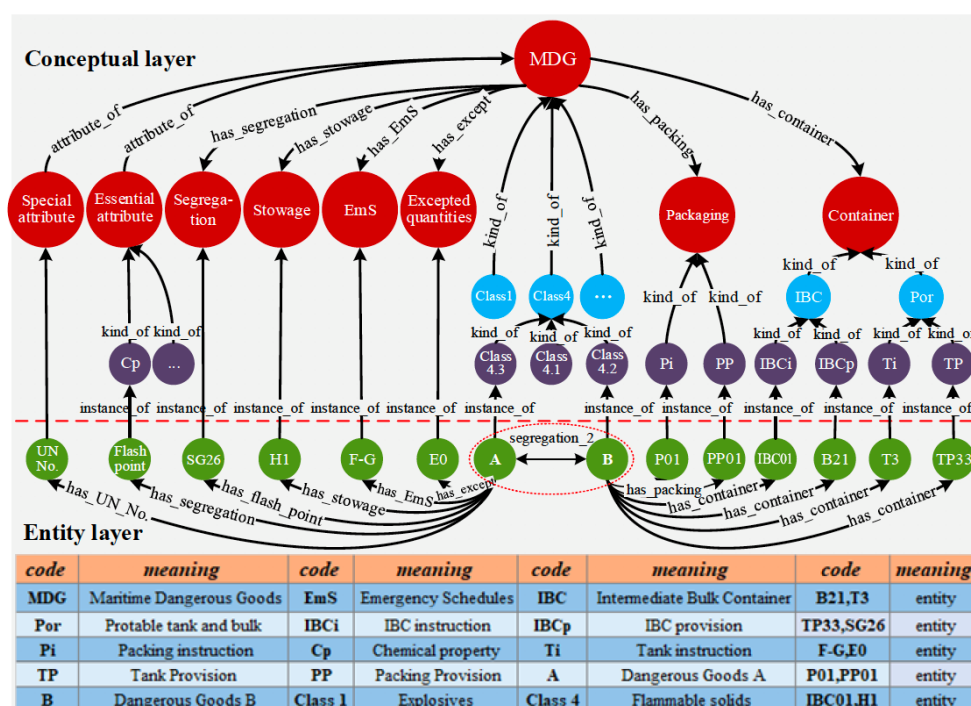 Conceptual layer
MDG
attribute_of
attribute_of
has_segregation
has_stowage
has_EmS
has_except
has_packing
has_container
kind_of
kind_of
kind_of
Special
attribute
Essential
attribute
Segrega-
tion
Stowage
EmS
Excepted
quantities
Packaging
Container
Class1
Class4
...
kind_of
kind_of
kind_of
kind_of
IBC
Por
kind_of
kind_of
kind_of
kind_of
kind_of
kind_of
kind_of
kind_of
kind_of
Cp
...
Class
4.3
Class
4.1
Class
4.2
Pi
PP
IBCi
IBCp
Ti
TP
instance_of
instance_of
instance_of
instance_of
instance_of
instance_of
instance_of
instance_of
instance_of
instance_of
instance_of
instance_of
instance_of
instance_of
UN
No.
Flash
point
SG26
H1
F-G
E0
A
segregation_2
B
P01
PP01
IBC01
B21
T3
TP33
has_UN_No.
has_segregation
has_flash_point
has_stowage
has_EmS
has_except
has_packing
has_container
has_container
has_container
has_container
Entity layer
code meaning code meaning code meaning code meaning
MDG Maritime Dangerous Goods EmS Emergency Schedules IBC Intermediate Bulk Container B21,T3 entity
Por Protable tank and bulk IBCi IBC instruction IBCp IBC provision TP33,SG26 entity
Pi Packing instruction Cp Chemical property Ti Tank instruction F-G,E0 entity
TP Tank Provision PP Packing Provision A Dangerous Goods A P01,PP01 entity
B Dangerous Goods B Class 1 Explosives Class 4 Flammable solids IBC01,H1 entity